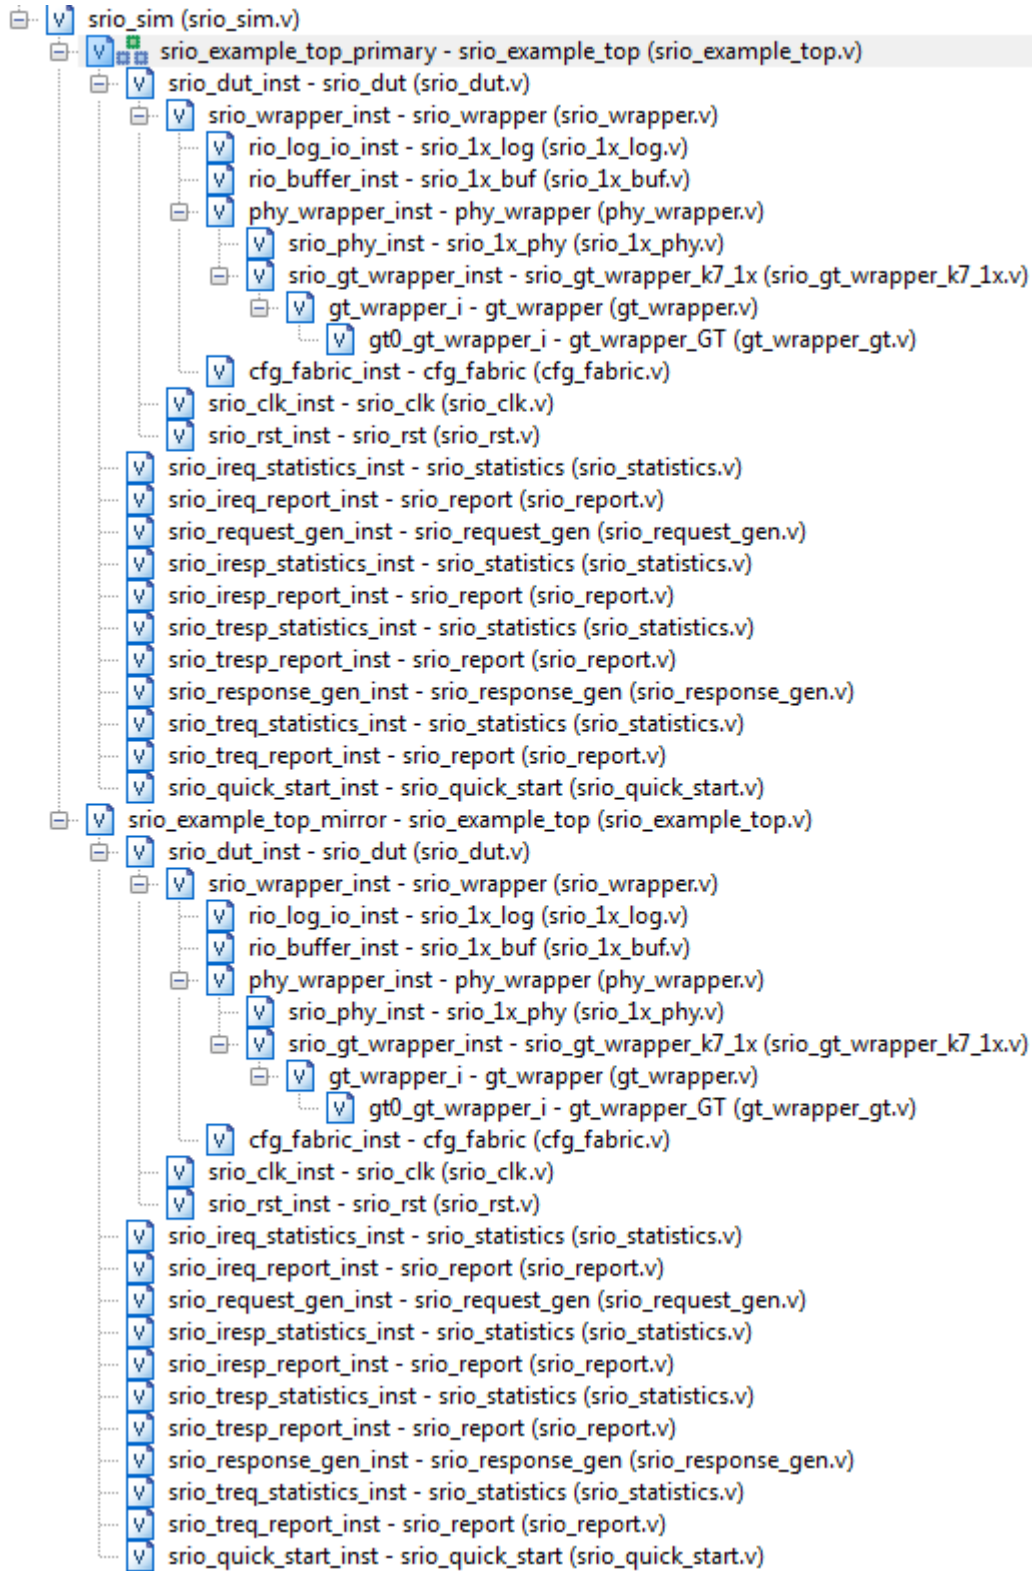 srio_sim (srio_sim.v)
srio_example_top_primary - srio_example_top (srio_example_top.v)
srio_dut_inst - srio_dut (srio_dut.v)
srio_wrapper_inst - srio_wrapper (srio_wrapper.v)
rio_log_io_inst - srio_1x_log (srio_1x_log.v)
rio_buffer_inst - srio_1x_buf (srio_1x_buf.v)
phy_wrapper_inst - phy_wrapper (phy_wrapper.v)
srio_phy_inst - srio_1x_phy (srio_1x_phy.v)
srio_gt_wrapper_inst - srio_gt_wrapper_k7_1x (srio_gt_wrapper_k7_1x.v)
gt_wrapper_i - gt_wrapper (gt_wrapper.v)
gt0_gt_wrapper_i - gt_wrapper_GT (gt_wrapper_gt.v)
cfg_fabric_inst - cfg_fabric (cfg_fabric.v)
srio_clk_inst - srio_clk (srio_clk.v)
srio_rst_inst - srio_rst (srio_rst.v)
srio_ireq_statistics_inst - srio_statistics (srio_statistics.v)
srio_ireq_report_inst - srio_report (srio_report.v)
srio_request_gen_inst - srio_request_gen (srio_request_gen.v)
srio_iresp_statistics_inst - srio_statistics (srio_statistics.v)
srio_iresp_report_inst - srio_report (srio_report.v)
srio_tresp_statistics_inst - srio_statistics (srio_statistics.v)
srio_tresp_report_inst - srio_report (srio_report.v)
srio_response_gen_inst - srio_response_gen (srio_response_gen.v)
srio_treq_statistics_inst - srio_statistics (srio_statistics.v)
srio_treq_report_inst - srio_report (srio_report.v)
srio_quick_start_inst - srio_quick_start (srio_quick_start.v)
srio_example_top_mirror - srio_example_top (srio_example_top.v)
srio_dut_inst - srio_dut (srio_dut.v)
srio_wrapper_inst - srio_wrapper (srio_wrapper.v)
rio_log_io_inst - srio_1x_log (srio_1x_log.v)
rio_buffer_inst - srio_1x_buf (srio_1x_buf.v)
phy_wrapper_inst - phy_wrapper (phy_wrapper.v)
srio_phy_inst - srio_1x_phy (srio_1x_phy.v)
srio_gt_wrapper_inst - srio_gt_wrapper_k7_1x (srio_gt_wrapper_k7_1x.v)
gt_wrapper_i - gt_wrapper (gt_wrapper.v)
gt0_gt_wrapper_i - gt_wrapper_GT (gt_wrapper_gt.v)
cfg_fabric_inst - cfg_fabric (cfg_fabric.v)
srio_clk_inst - srio_clk (srio_clk.v)
srio_rst_inst - srio_rst (srio_rst.v)
srio_ireq_statistics_inst - srio_statistics (srio_statistics.v)
srio_ireq_report_inst - srio_report (srio_report.v)
srio_request_gen_inst - srio_request_gen (srio_request_gen.v)
srio_iresp_statistics_inst - srio_statistics (srio_statistics.v)
srio_iresp_report_inst - srio_report (srio_report.v)
srio_tresp_statistics_inst - srio_statistics (srio_statistics.v)
srio_tresp_report_inst - srio_report (srio_report.v)
srio_response_gen_inst - srio_response_gen (srio_response_gen.v)
srio_treq_statistics_inst - srio_statistics (srio_statistics.v)
srio_treq_report_inst - srio_report (srio_report.v)
srio_quick_start_inst - srio_quick_start (srio_quick_start.v)